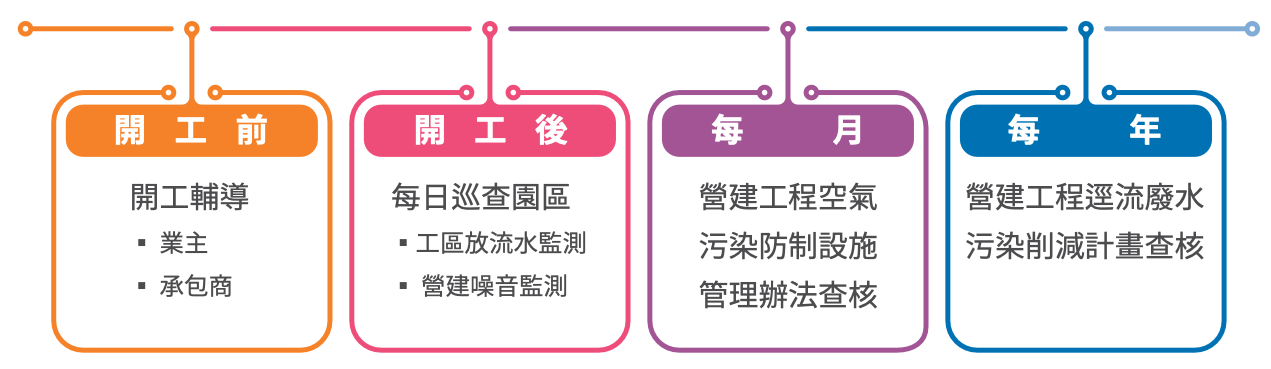 開工前
開工輔導
▪ 業主
▪ 承包商
開工後
每日巡查園區
▪ 工區放流水監測
▪ 營建噪音監測
每月
營建工程空氣
污染防制設施
管理辦法查核
每年
營建工程逕流廢水
污染削減計畫查核